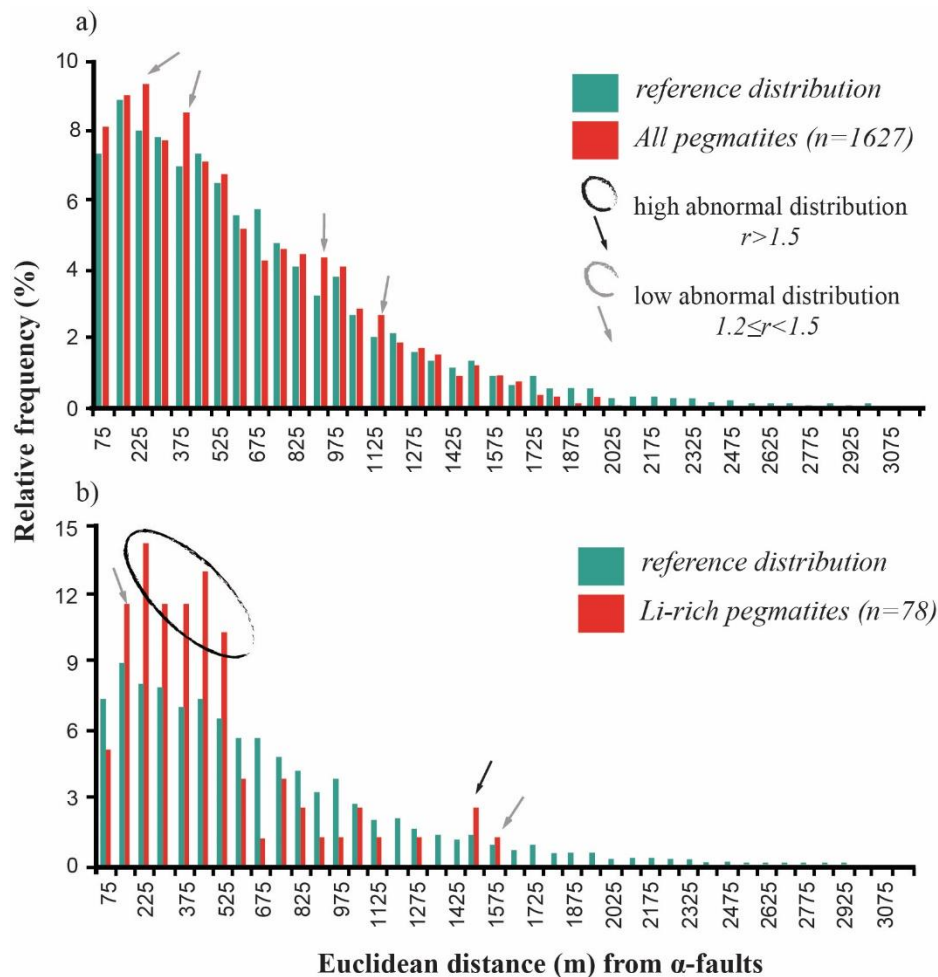 a)
10
8
6
4
2
0
reference distribution
All pegmatites (n=1627)
high abnormal distribution
r>1.5
low abnormal distribution
1.2≤r<1.5
75 225 375 525 675 825 975 1125 1275 1425 1575 1725 1875 2025 2175 2325 2475 2625 2775 2925 3075
Relative frequency (%)
b)
15
12
9
6
3
0
reference distribution
Li-rich pegmatites (n=78)
75 225 375 525 675 825 975 1125 1275 1425 1575 1725 1875 2025 2175 2325 2475 2625 2775 2925 3075
Euclidean distance (m) from α-faults